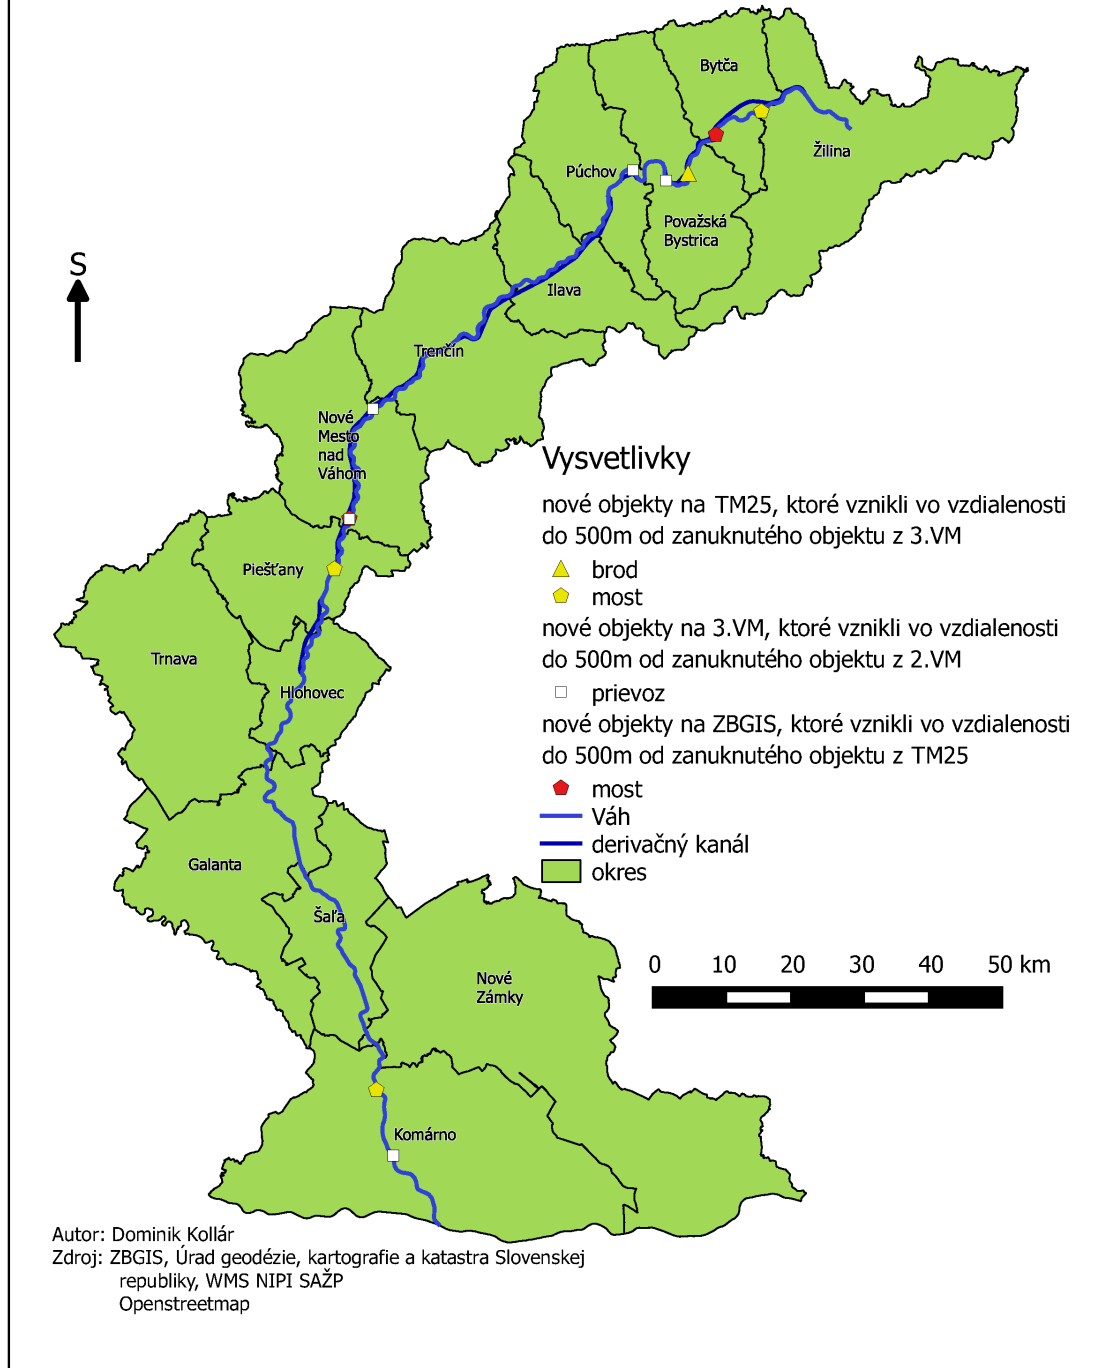 Bytča
Žilina
Púchov
Považská
Bystrica
S
Ilava
Trenčín
Nové
Mesto
nad
Váhom
Vysvetlivky
nové objekty na TM25, ktoré vznikli vo vzdialenosti
do 500m od zanuknutého objektu z 3.VM
brod
most
nové objekty na 3.VM, ktoré vznikli vo vzdialenosti
do 500m od zanuknutého objektu z 2.VM
prievoz
nové objekty na ZBGIS, ktoré vznikli vo vzdialenosti
do 500m od zanuknutého objektu z TM25
most
Váh
derivačný kanál
okres
Piešťany
Trnava
Hlohovec
Galanta
Šaľa
Nové
Zámky
0 10 20 30 40 50 km
Komárno
Autor: Dominik Kollár
Zdroj: ZBGIS, Úrad geodézie, kartografie a katastra Slovenskej
republiky, WMS NIPI SAŽP
Openstreetmap